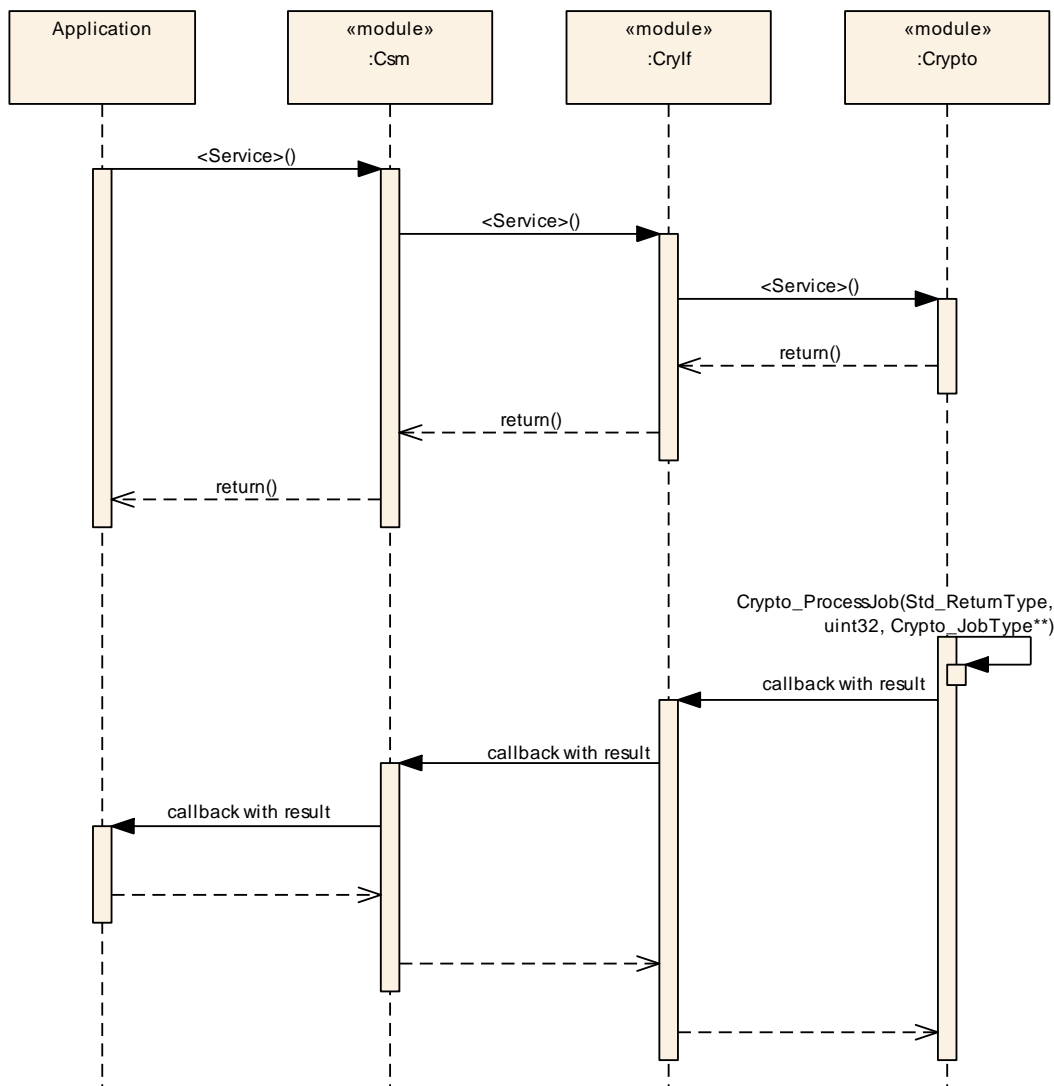 Application
«module»
:Csm
«module»
:CryIf
«module»
:Crypto
<Service>()
<Service>()
<Service>()
return()
return()
return()
Crypto_ProcessJob(Std_ReturnType,
uint32, Crypto_JobType**)
callback with result
callback with result
callback with result